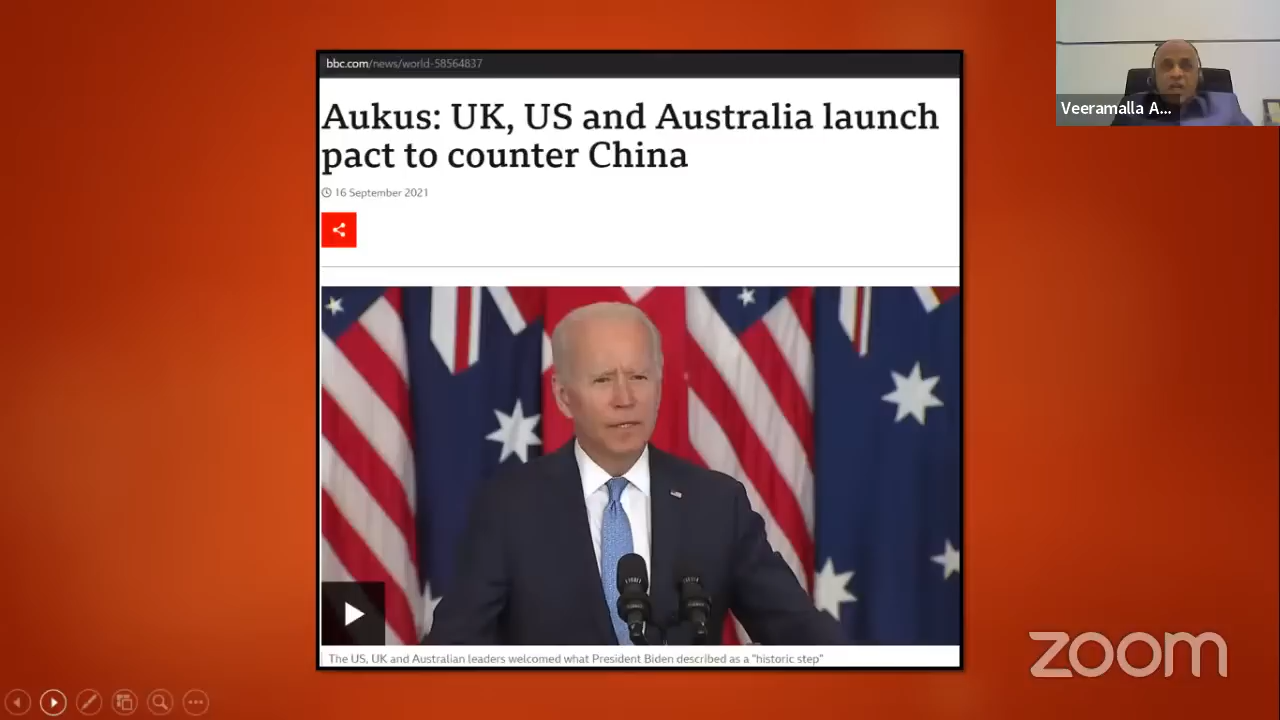 bbc.com/news/world-58564837
Aukus: UK, US and Australia launch
pact to counter China
16 September 2021
The US, UK and Australian leaders welcomed what President Biden described as a "historic step"
Veeramalla A...
zoom